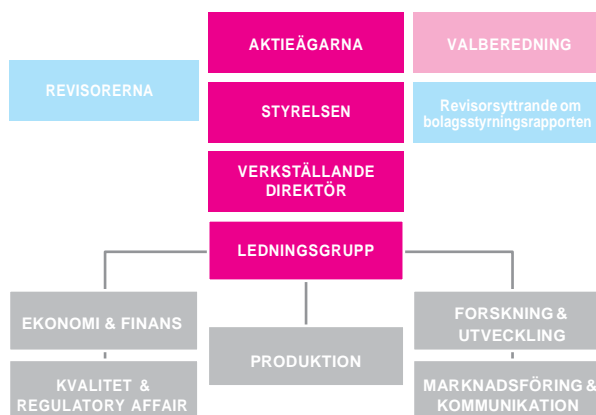 AKTIEÄGARNA
VALBEREDNING
REVISORERNA
STYRELSEN
Revisorsyttrande om
bolagsstyrningsrapporten
VERKSTÄLLANDE
DIREKTÖR
LEDNINGSGRUPP
EKONOMI & FINANS
PRODUKTION
FORSKNING &
UTVECKLING
KVALITET &
REGULATORY AFFAIR
MARKNADSFÖRING &
KOMMUNIKATION